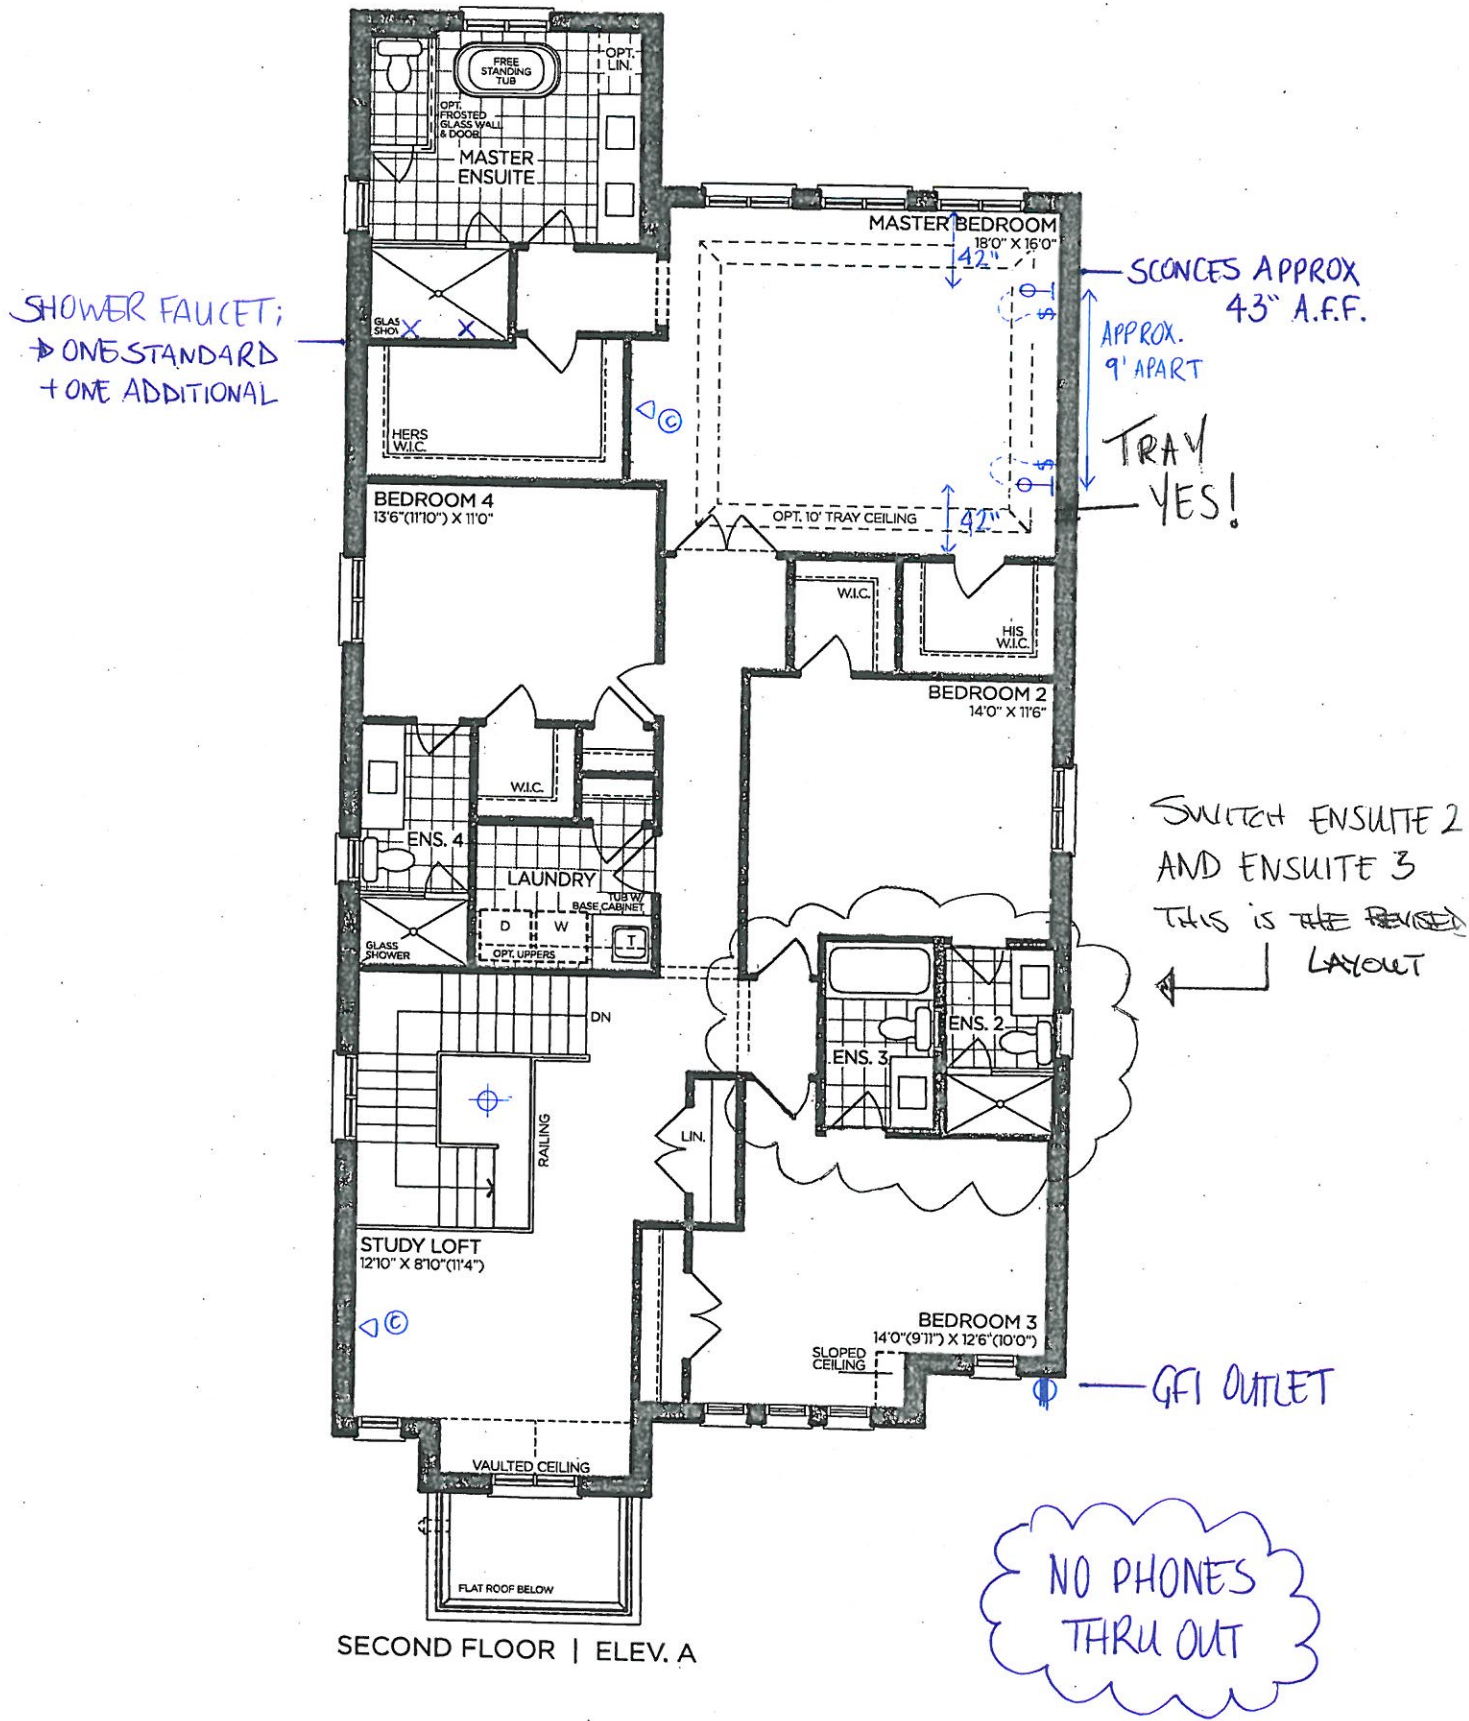 FREE
STANDING
TUB
OPT.
LIN.
OPT.
FROSTED
GLASS WALL
& DOOR
MASTER
ENSUITE
MASTER BEDROOM
18'0" X 16'0"
42"
SCONCES APPROX
43" A.F.F.
SHOWER FAUCET;
ONE STANDARD
+ ONE ADDITIONAL
GLAS
SHO
X X
S
APPROX.
9' APART
HERS
W.I.C.
C
TRAY
YES!
S
BEDROOM 4
13'6"(11'10") X 11'0"
OPT. 10' TRAY CEILING
42"
W.I.C.
HIS
W.I.C.
BEDROOM 2
14'0" X 11'6"
W.I.C.
ENS. 4
LAUNDRY
TUB W/
BASE CABINET
D W
T
OPT. UPPERS
GLASS
SHOWER
SWITCH ENSUITE 2
AND ENSUITE 3
THIS IS THE REVISED
LAYOUT
DN
ENS. 2
ENS. 3
RAILING
LIN.
STUDY LOFT
12'10" X 8'10"(11'4")
C
BEDROOM 3
14'0"(9'11") X 12'6"(10'0")
SLOPED
CEILING
GFI OUTLET
VAULTED CEILING
FLAT ROOF BELOW
NO PHONES
THRU OUT
SECOND FLOOR | ELEV. A